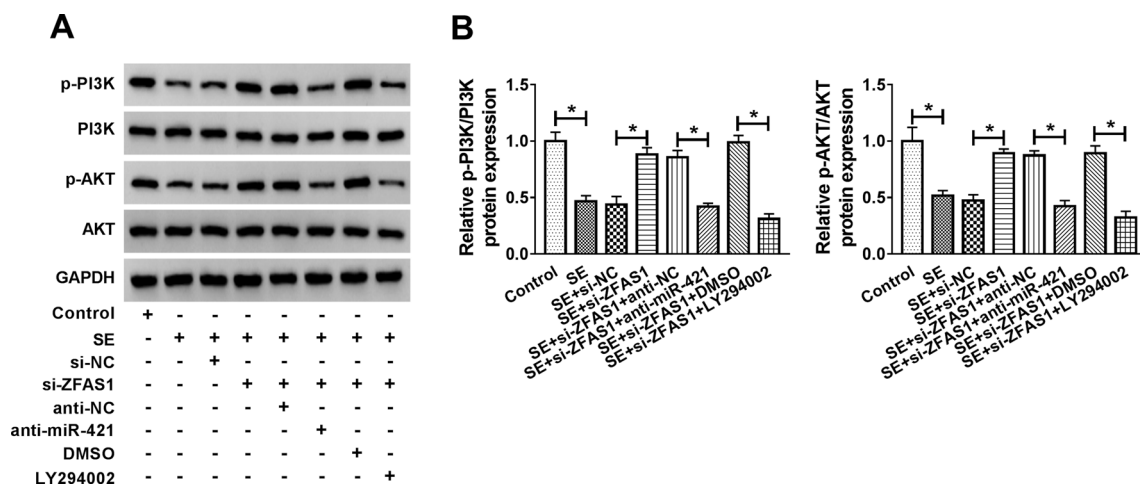 A
p-PI3K
PI3K
p-AKT
AKT
GAPDH
Control + - - - - - - -
SE - + + + + + + +
si-NC - - + - - - - -
si-ZFAS1 - - - + + + + +
anti-NC - - - - + - - -
anti-miR-421 - - - - - + - -
DMSO - - - - - - + -
LY294002 - - - - - - - +
B
Relative p-PI3K/PI3K
protein expression
1.5
1.0
0.5
0.0
* * * *
Control
SE
SE+si-NC
SE+si-ZFAS1
SE+si-ZFAS1+anti-NC
SE+si-ZFAS1+anti-miR-421
SE+si-ZFAS1+DMSO
SE+si-ZFAS1+LY294002
Relative p-AKT/AKT
protein expression
1.5
1.0
0.5
0.0
* * * *
Control
SE
SE+si-NC
SE+si-ZFAS1
SE+si-ZFAS1+anti-NC
SE+si-ZFAS1+anti-miR-421
SE+si-ZFAS1+DMSO
SE+si-ZFAS1+LY294002